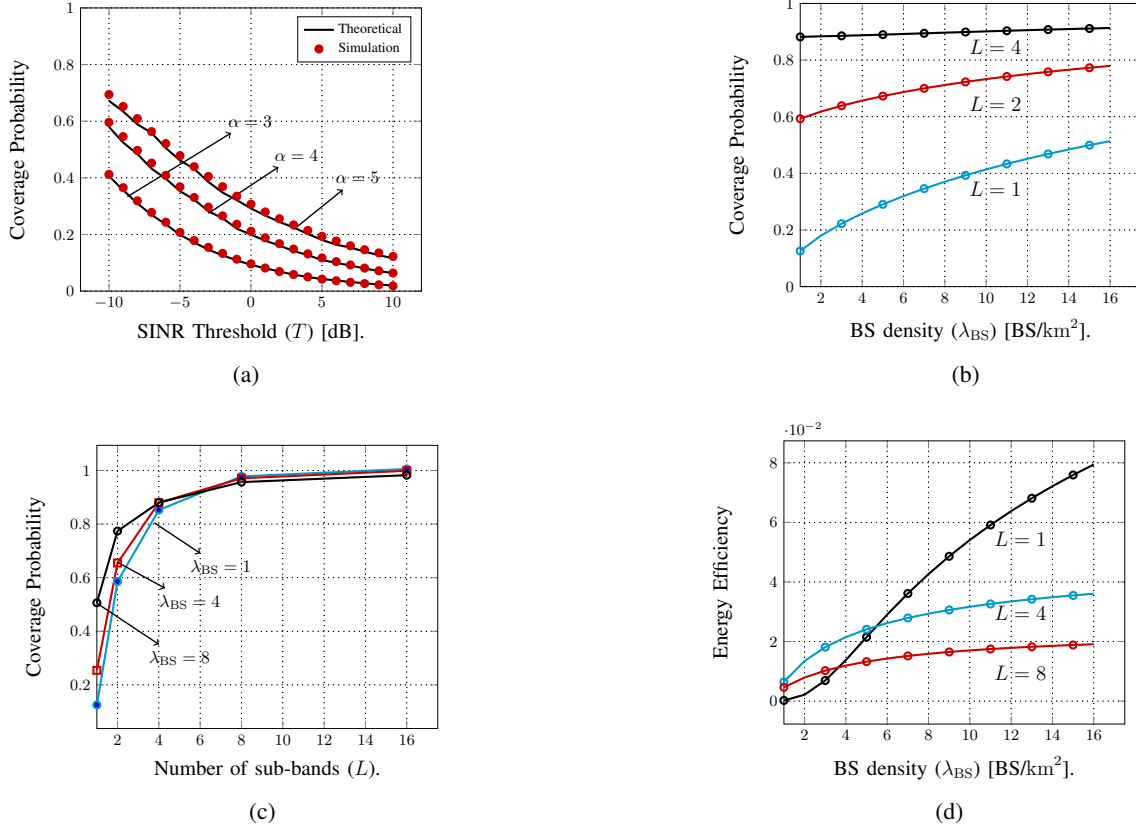 1
0.8
0.6
0.4
0.2
0
Coverage Probability
Theoretical
Simulation
α = 3
α = 4
α = 5
−10
−5
0
5
10
SINR Threshold (T) [dB].
(a)
1
0.8
0.6
0.4
0.2
0
Coverage Probability
L = 4
L = 2
L = 1
2 4 6 8 10 12 14 16
BS density (λBS) [BS/km²].
(b)
1
0.8
0.6
0.4
0.2
Coverage Probability
λBS = 1
λBS = 4
λBS = 8
2 4 6 8 10 12 14 16
Number of sub-bands (L).
(c)
·10−2
8
6
4
2
0
Energy Efficiency
L = 1
L = 4
L = 8
2 4 6 8 10 12 14 16
BS density (λBS) [BS/km²].
(d)